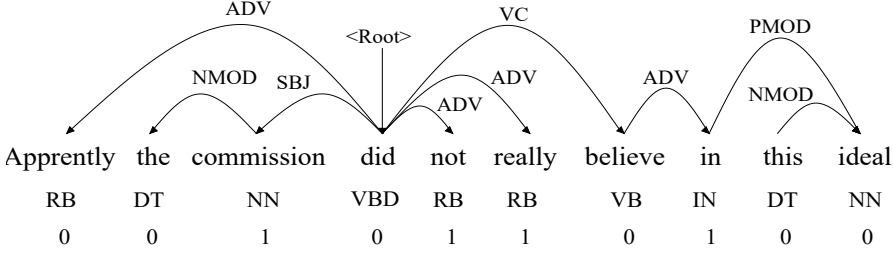 ADV <Root> VC PMOD
NMOD SBJ ADV ADV NMOD
ADV
Apprently the commission did not really believe in this ideal
RB DT NN VBD RB RB VB IN DT NN
0 0 1 0 1 1 0 1 0 0